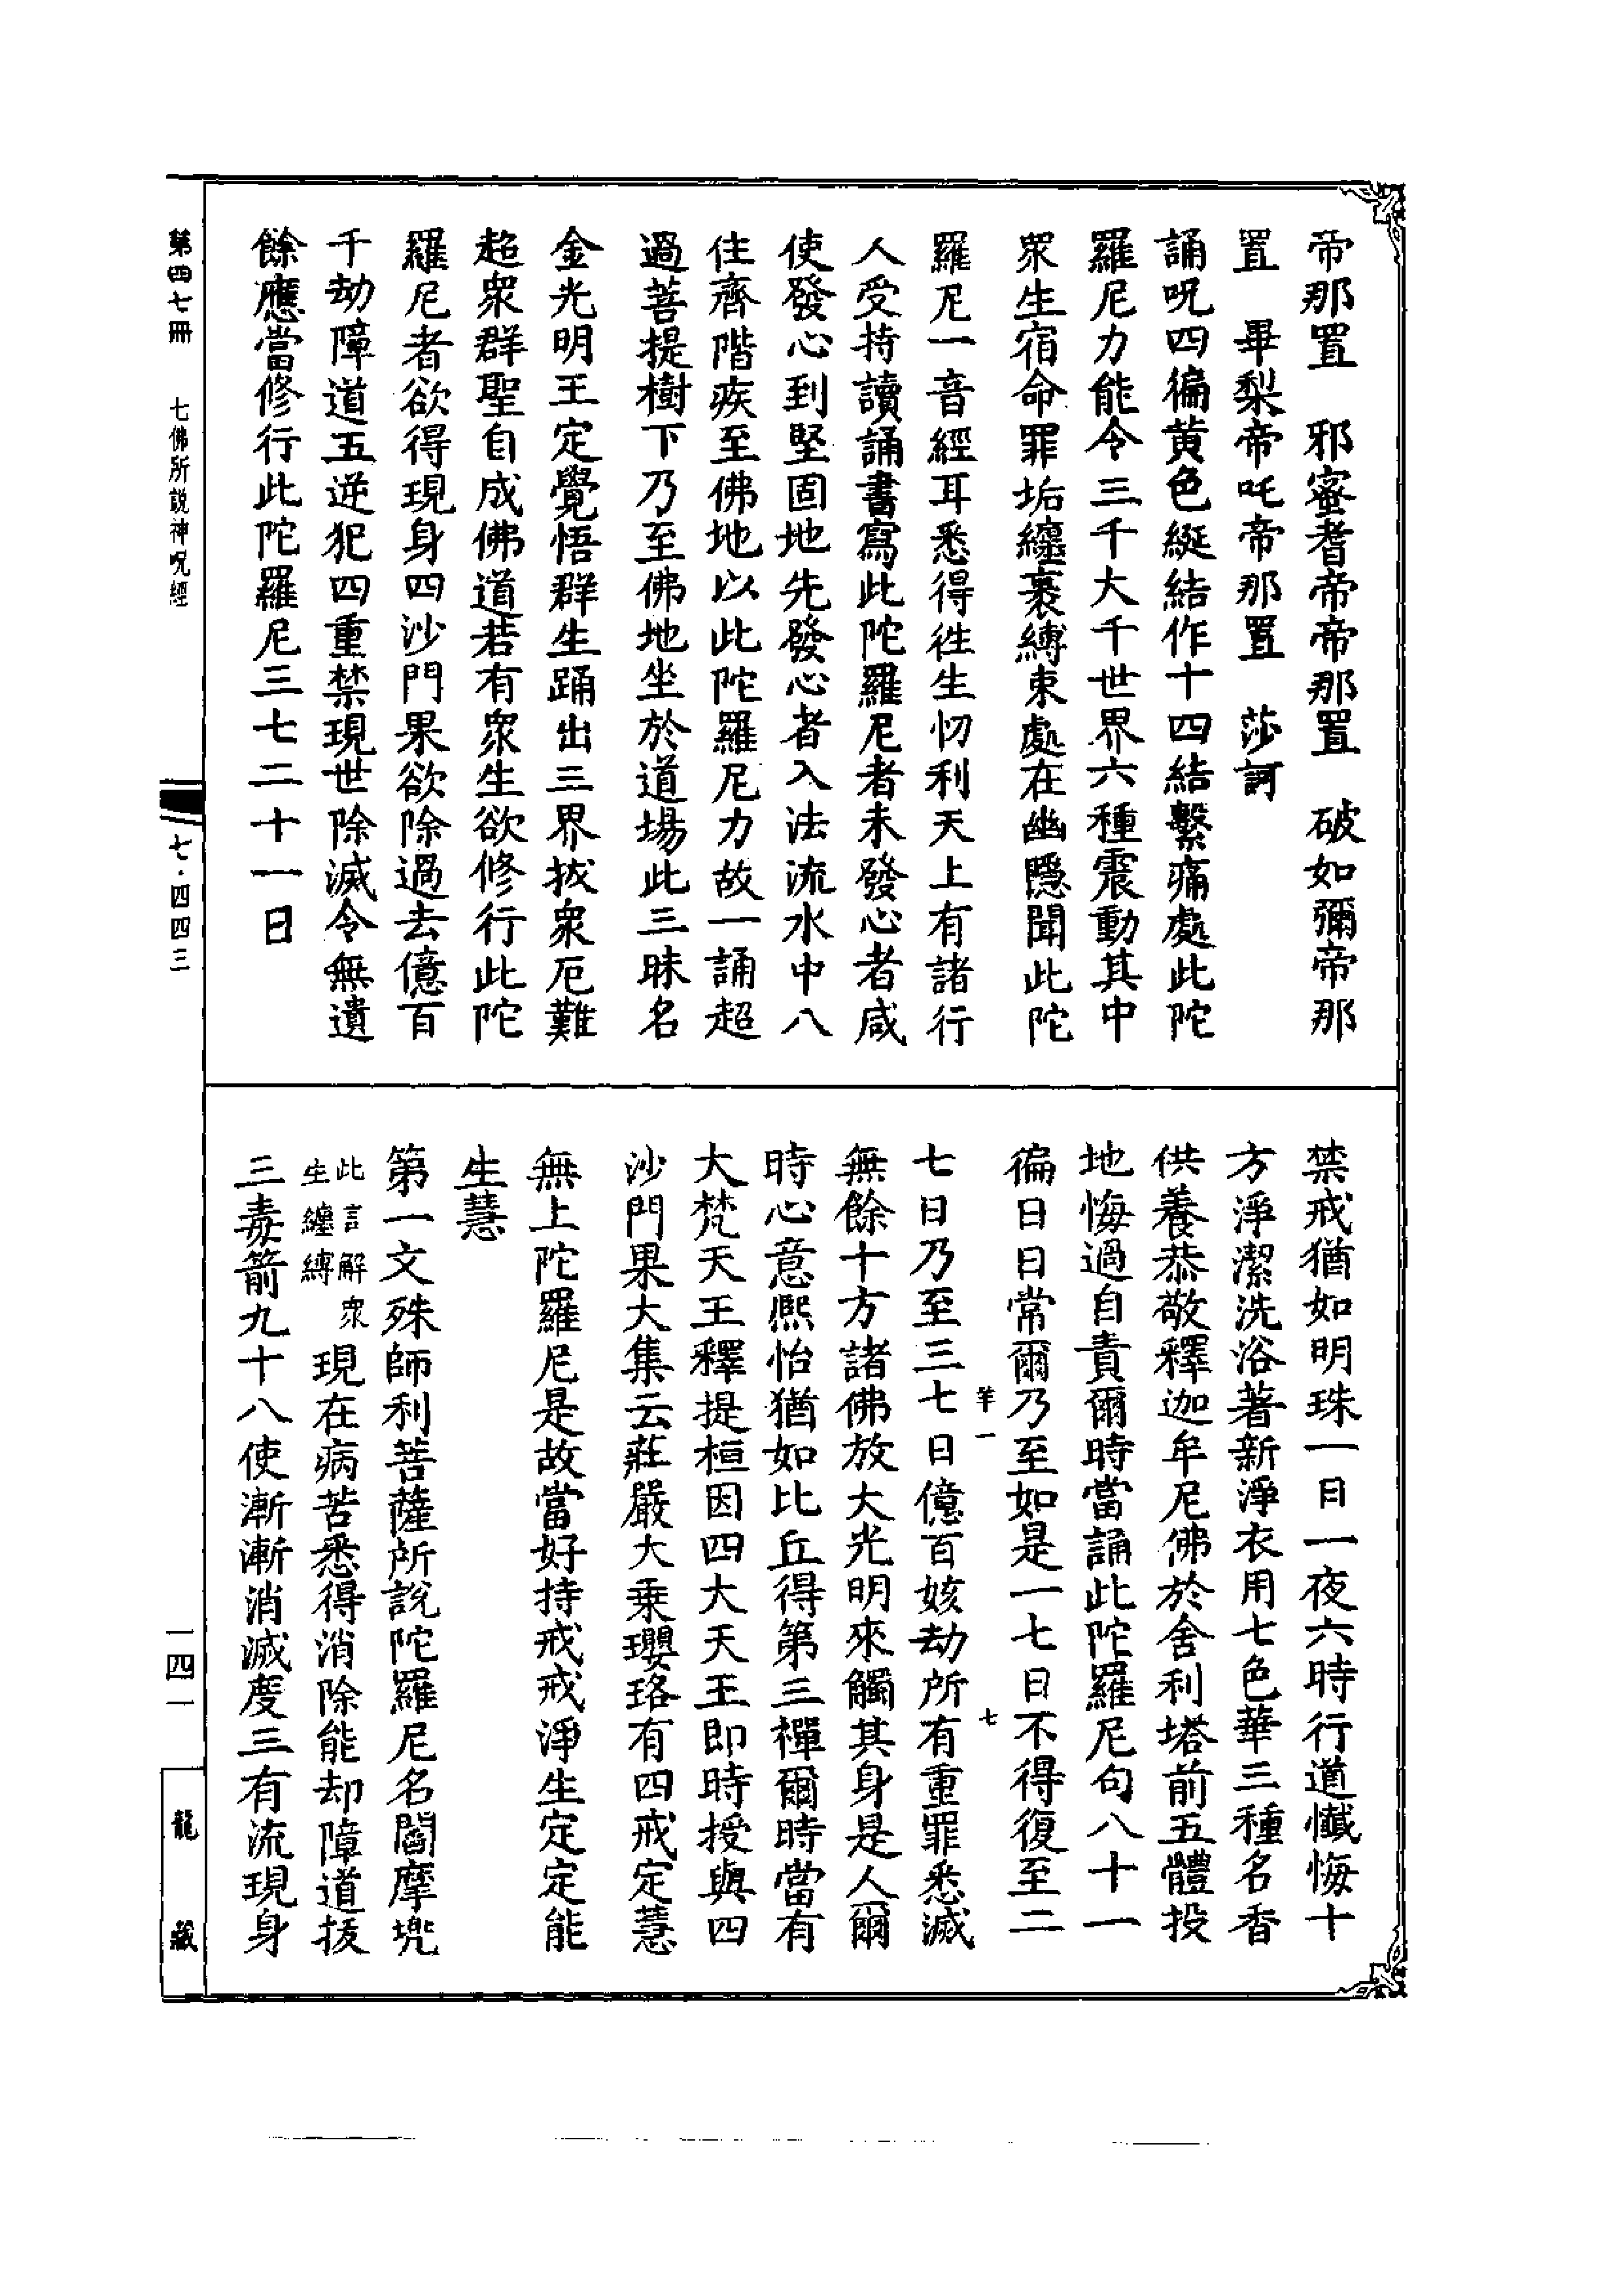 帝那置　邪蜜耆帝帝那置　破如彌帝那
置　畢梨帝吒帝那置　莎訶
誦呪四徧黄色綖結作十四結繫痛處此陀
羅尼力能令三千大千世界六種震動其中
衆生宿命罪垢纏裹縛束處在幽隱聞此陀
羅尼一音經耳悉得徃生忉利天上有諸行
人受持讀誦書寫此陀羅尼者未發心者咸
使發心到堅固地先發心者入法流水中八
住齊階疾至佛地以此陀羅尼力故一誦超
過菩提樹下乃至佛地坐於道場此三昧名
金光明王定覺悟群生踊出三界拔衆厄難
超衆群聖自成佛道若有衆生欲修行此陀
羅尼者欲得現身四沙門果欲除過去億百
千劫障道五逆犯四重禁現世除滅令無遺
餘應當修行此陀羅尼三七二十一日
禁戒猶如明珠一日一夜六時行道懺悔十
方淨潔洗浴著新淨衣用七色華三種名香
供養恭敬釋迦牟尼佛於舍利塔前五體投
地悔過自責爾時當誦此陀羅尼句八十一
徧日日常爾乃至如是一七日不得復至二
七日乃至三七日億百姟劫所有重罪悉滅
無餘十方諸佛放大光明來觸其身是人爾
時心意熈怡猶如比丘得第三禪爾時當有
大梵天王釋提桓因四大天王即時授與四
沙門果大集云莊嚴大乗瓔珞有四戒定慧
無上陀羅尼是故當好持戒戒淨生定定能
生慧
第一文殊師利菩薩所說陀羅尼名閻摩兠
此言解衆
生纏縛
現在病苦悉得消除能却障道拔
三毒箭九十八使漸漸消滅度三有流現身
第四七冊　七佛所説神呪經
七·四四三
一四一
龍藏